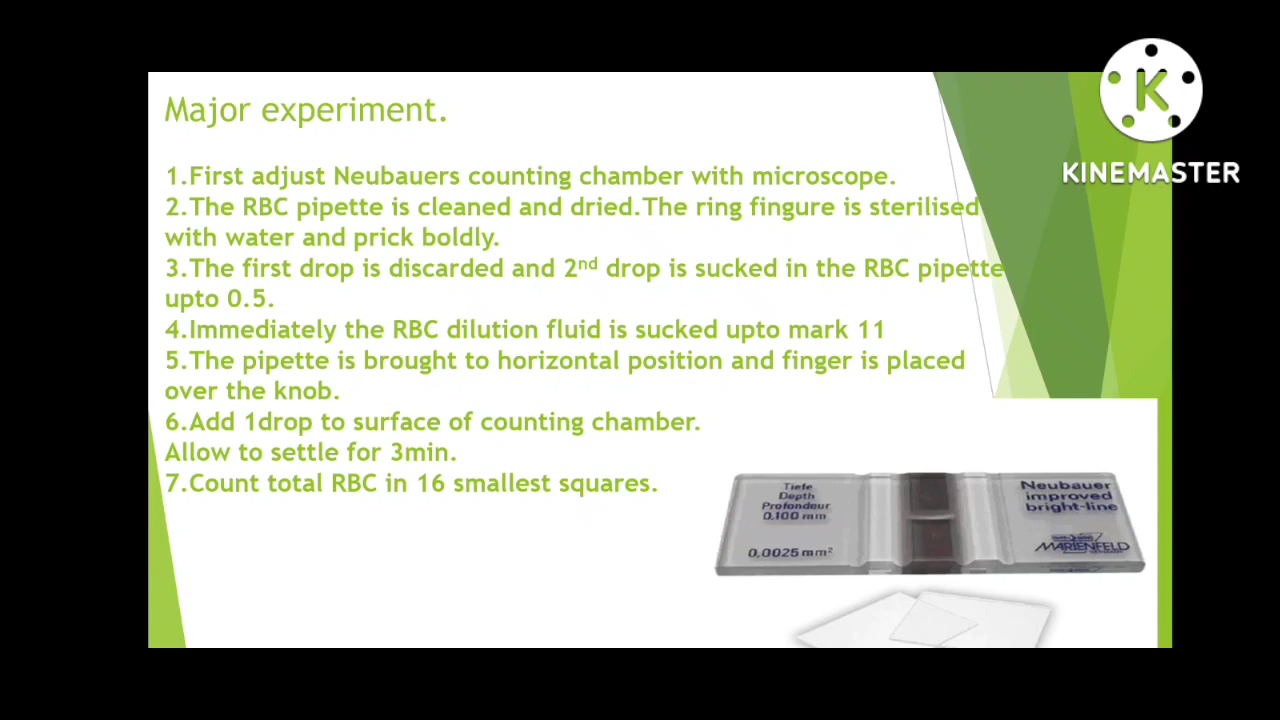 Major experiment.
1.First adjust Neubauers counting chamber with microscope.
2.The RBC pipette is cleaned and dried.The ring fingure is sterilised
with water and prick boldly.
3.The first drop is discarded and 2nd drop is sucked in the RBC pipette
upto 0.5.
4.Immediately the RBC dilution fluid is sucked upto mark 11
5.The pipette is brought to horizontal position and finger is placed
over the knob.
6.Add 1drop to surface of counting chamber.
Allow to settle for 3min.
7.Count total RBC in 16 smallest squares.
Tiefe
Depth
Profondeur
0.100 mm
0,0025 mm²
Neubauer
improved
bright-line
MARIENFELD
K
KINEMASTER